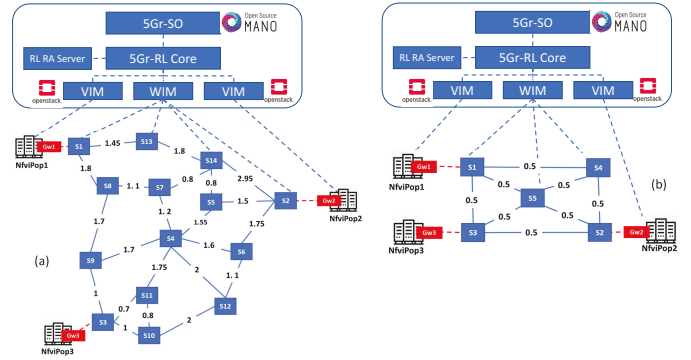 5Gr-SO
Open Source
MANO
RL RA Server
5Gr-RL Core
openstack.
VIM
WIM
VIM
openstack.
NfviPop1
Gw1
S1
1.45
S13
1.8
S14
2.95
1.8
S8
1.1
S7
0.8
0.8
S5
1.5
S2
Gw2
NfviPop2
1.7
1.2
1.55
1.75
(a)
S4
1.6
S6
S9
1.7
1.75
2
1.1
1
S11
0.7
S12
S3
0.8
2
1
S10
Gw3
NfviPop3
5Gr-SO
Open Source
MANO
RL RA Server
5Gr-RL Core
openstack.
VIM
WIM
VIM
openstack.
NfviPop1
Gw1
S1
0.5
S4
(b)
0.5
0.5
0.5
S5
0.5
0.5
0.5
NfviPop3
Gw3
S3
0.5
S2
Gw2
NfviPop2